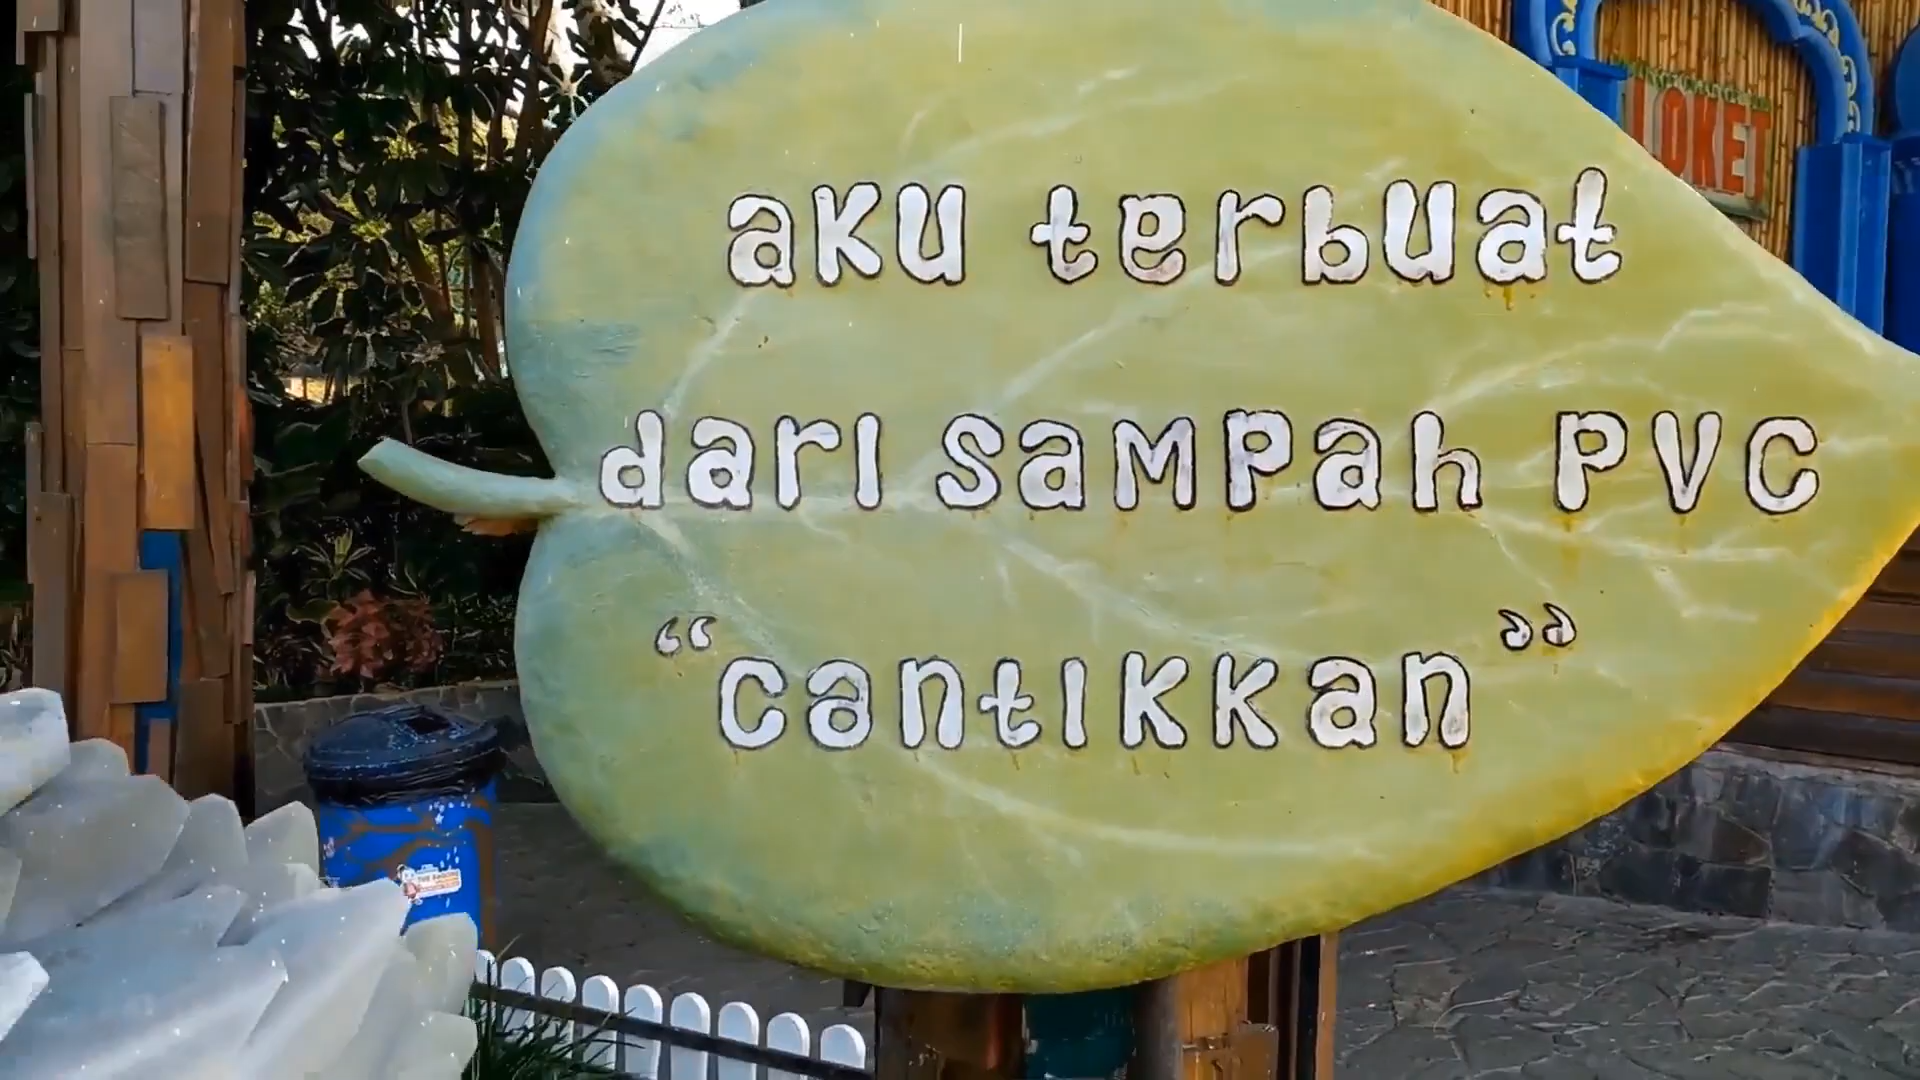 aku terbuat
dari sampah PVC
“cantikkan”
LOKET